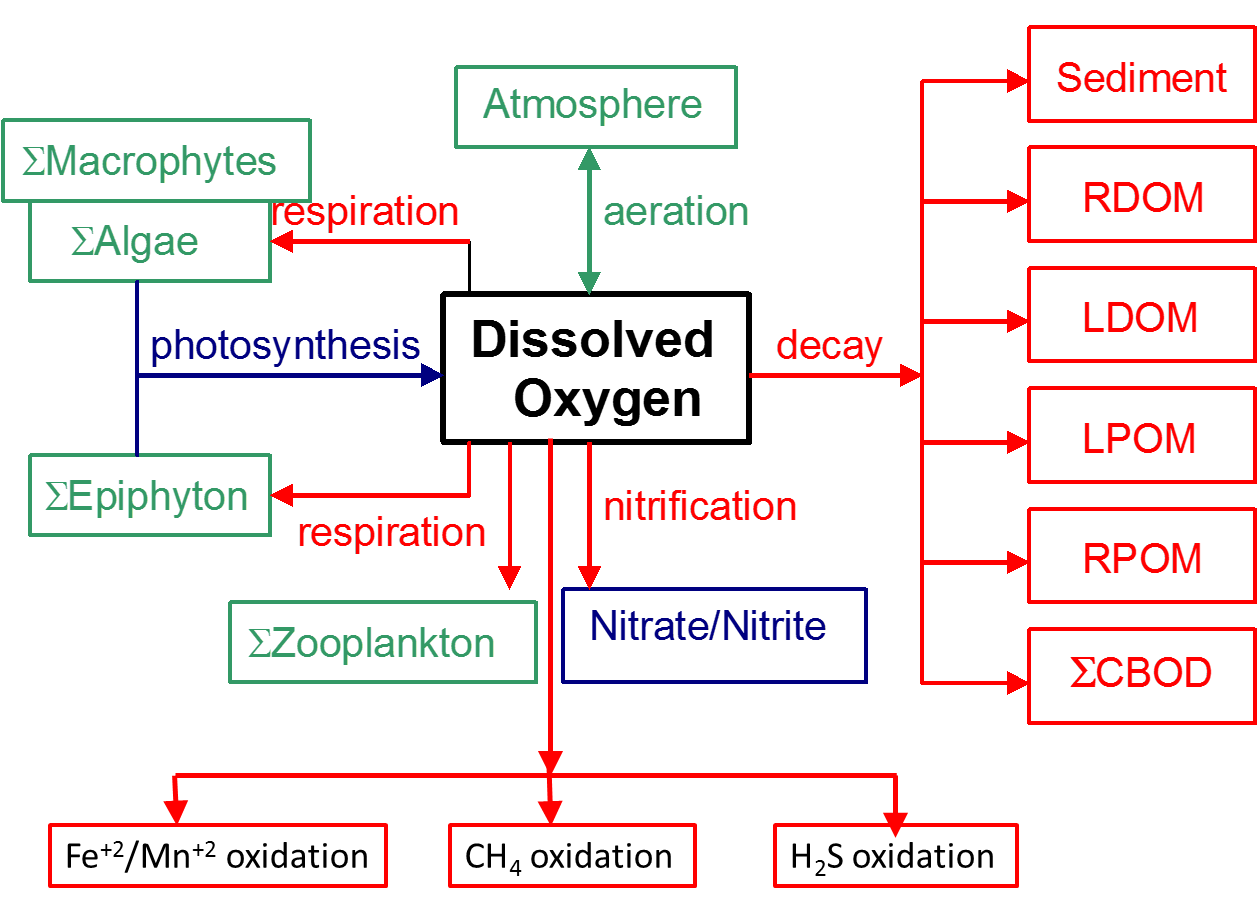 Atmosphere
Sediment
ΣMacrophytes
respiration
aeration
RDOM
ΣAlgae
photosynthesis
Dissolved
Oxygen
decay
LDOM
LPOM
ΣEpiphyton
respiration
nitrification
RPOM
ΣZooplankton
Nitrate/Nitrite
ΣCBOD
Fe⁺²/Mn⁺² oxidation
CH₄ oxidation
H₂S oxidation